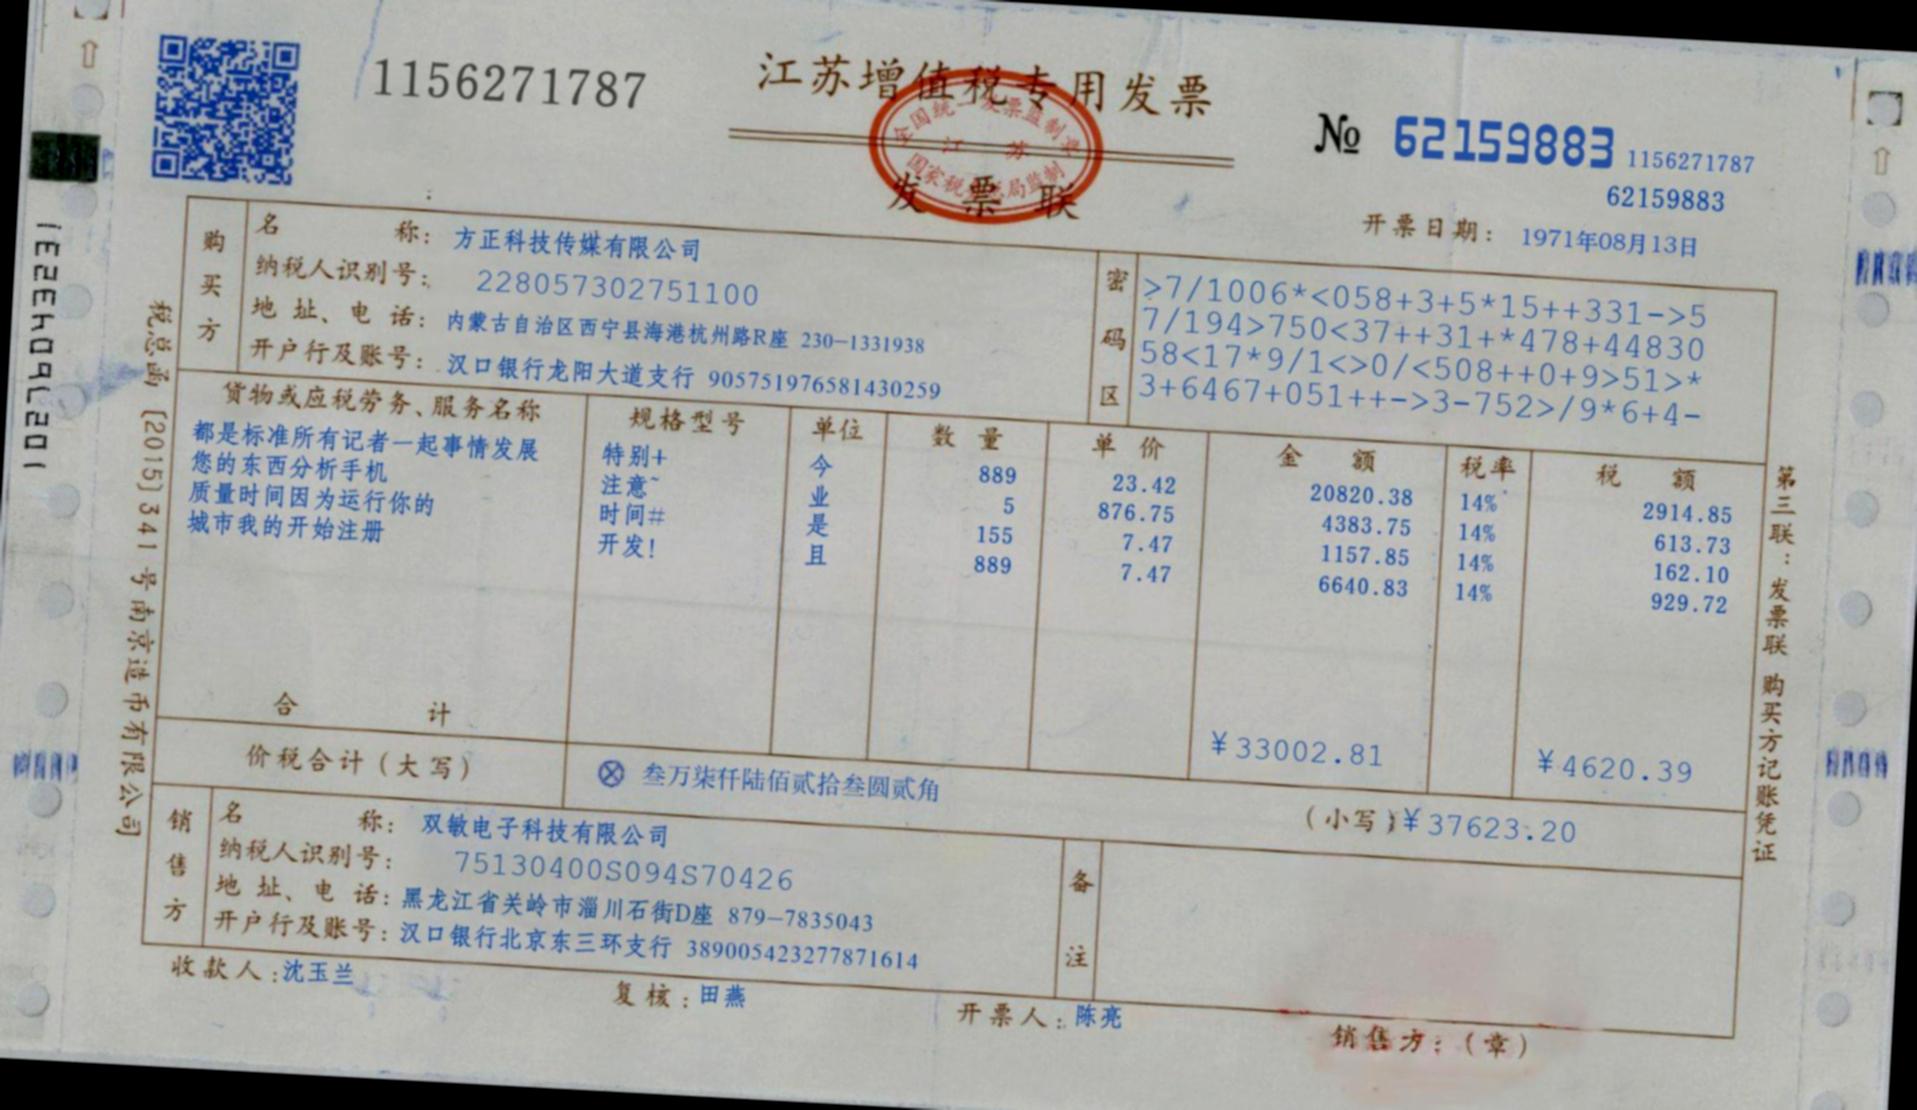 1156271787
江苏增值税专用发票
全国统一发票监制章
江苏
国家税务总局监制
发票联
№ 62159883
1156271787
62159883
开票日期: 1971年08月13日
购买方
名称: 方正科技传媒有限公司
纳税人识别号: 228057302751100
地址、电话: 内蒙古自治区西宁县海港杭州路R座 230-1331938
开户行及账号: 汉口银行龙阳大道支行 905751976581430259
密码区
>7/1006*<058+3+5*15++331->5
7/194>750<37++31+*478+44830
58<17*9/1<>0/<508++0+9>51>*
3+6467+051++->3-752>/9*6+4-
货物或应税劳务、服务名称 规格型号 单位 数量 单价 金额 税率 税额
都是标准所有记者一起事情发展 特别+ 今 889 23.42 20820.38 14% 2914.85
您的东西分析手机 注意~ 业 5 876.75 4383.75 14% 613.73
质量时间因为运行你的 时间# 是 155 7.47 1157.85 14% 162.10
城市我的开始注册 开发! 且 889 7.47 6640.83 14% 929.72
合计 ¥33002.81 ¥4620.39
价税合计(大写) ⊗ 叁万柒仟陆佰贰拾叁圆贰角 (小写)¥37623.20
销售方
名称: 双敏电子科技有限公司
纳税人识别号: 75130400S094S70426
地址、电话: 黑龙江省关岭市淄川石街D座 879-7835043
开户行及账号: 汉口银行北京东三环支行 389005423277871614
备注
收款人: 沈玉兰 复核: 田燕 开票人: 陈亮 销售方: (章)
税总函〔2015〕341号南京造币有限公司
第三联: 发票联 购买方记账凭证